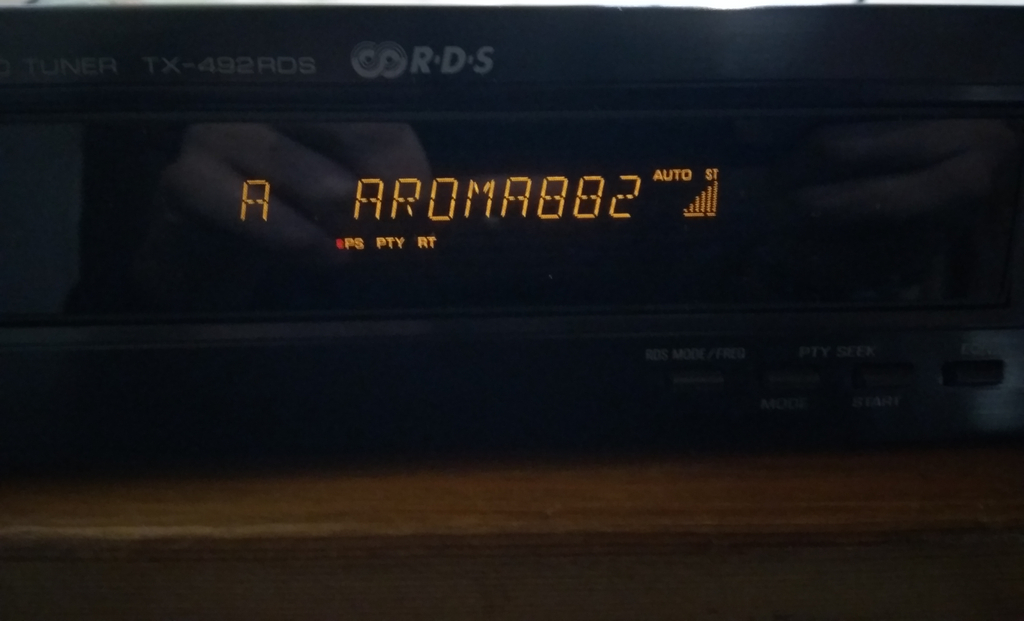 TUNER TX-492RDS R·D·S
AUTO ST
A AROMA882
PS PTY RT
RDS MODE/FREQ PTY SEEK
MODE START